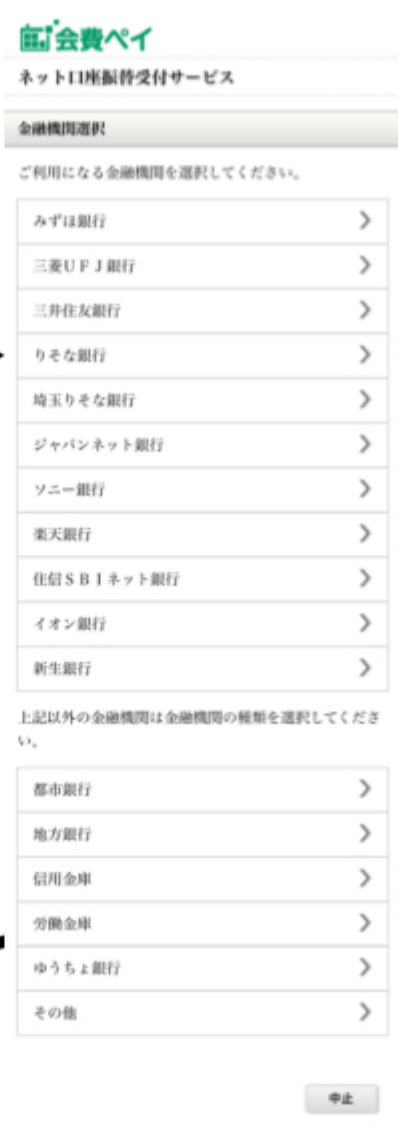 会費ペイ
ネット口座振替受付サービス
金融機関選択
ご利用になる金融機関を選択してください。
みずほ銀行
三菱UFJ銀行
三井住友銀行
りそな銀行
埼玉りそな銀行
ジャパンネット銀行
ソニー銀行
楽天銀行
住信SBIネット銀行
イオン銀行
新生銀行
上記以外の金融機関は金融機関の種類を選択してくださ
い。
都市銀行
地方銀行
信用金庫
労働金庫
ゆうちょ銀行
その他
中止